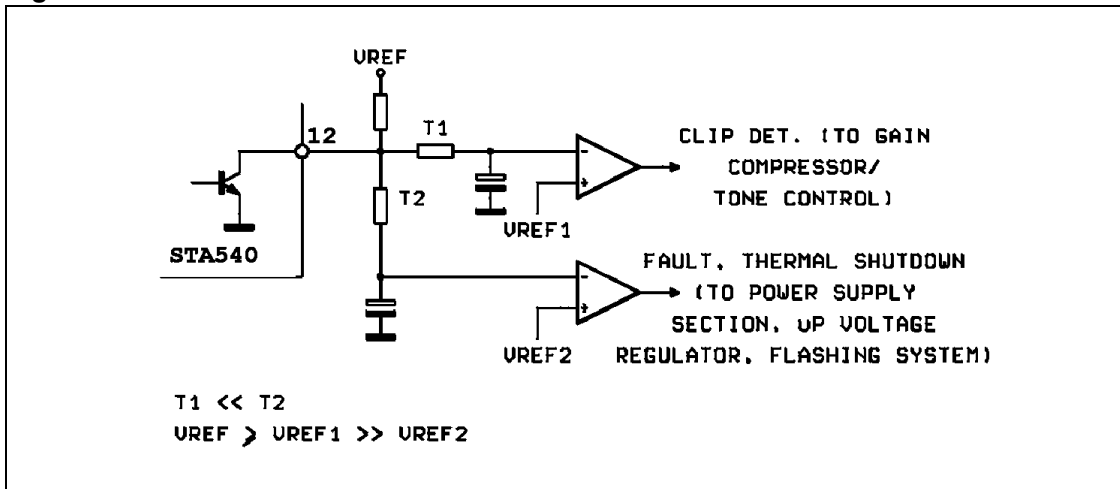 VREF
12
T1
CLIP DET. (TO GAIN
COMPRESSOR/
TONE CONTROL)
-
+
T2
VREF1
STA540
FAULT, THERMAL SHUTDOWN
(TO POWER SUPPLY
SECTION, uP VOLTAGE
REGULATOR, FLASHING SYSTEM)
-
+
VREF2
T1 << T2
VREF > VREF1 >> VREF2